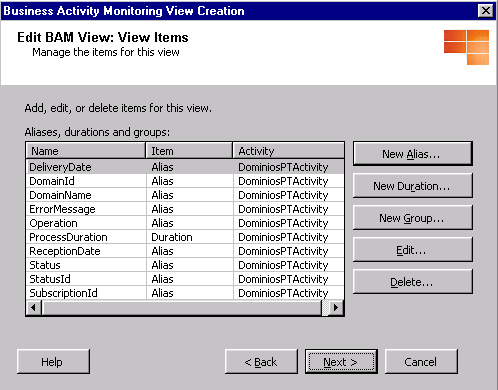 Business Activity Monitoring View Creation
Edit BAM View: View Items
Manage the items for this view
Add, edit, or delete items for this view.
Aliases, durations and groups:
Name Item Activity
DeliveryDate Alias DominiosPTActivity
DomainId Alias DominiosPTActivity
DomainName Alias DominiosPTActivity
ErrorMessage Alias DominiosPTActivity
Operation Alias DominiosPTActivity
ProcessDuration Duration DominiosPTActivity
ReceptionDate Alias DominiosPTActivity
Status Alias DominiosPTActivity
StatusId Alias DominiosPTActivity
SubscriptionId Alias DominiosPTActivity
New Alias...
New Duration...
New Group...
Edit...
Delete...
Help < Back Next > Cancel